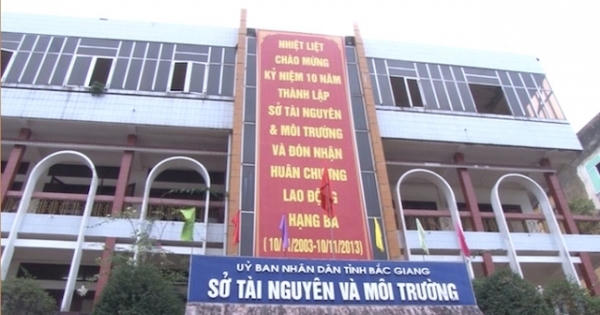 NHIỆT LIỆT
CHÀO MỪNG
KỶ NIỆM 10 NĂM
THÀNH LẬP
SỞ TÀI NGUYÊN
& MÔI TRƯỜNG
VÀ ĐÓN NHẬN
HUÂN CHƯƠNG
LAO ĐỘNG
HẠNG BA
(10/11/2003-10/11/2013)
UỶ BAN NHÂN DÂN TỈNH BẮC GIANG
SỞ TÀI NGUYÊN VÀ MÔI TRƯỜNG